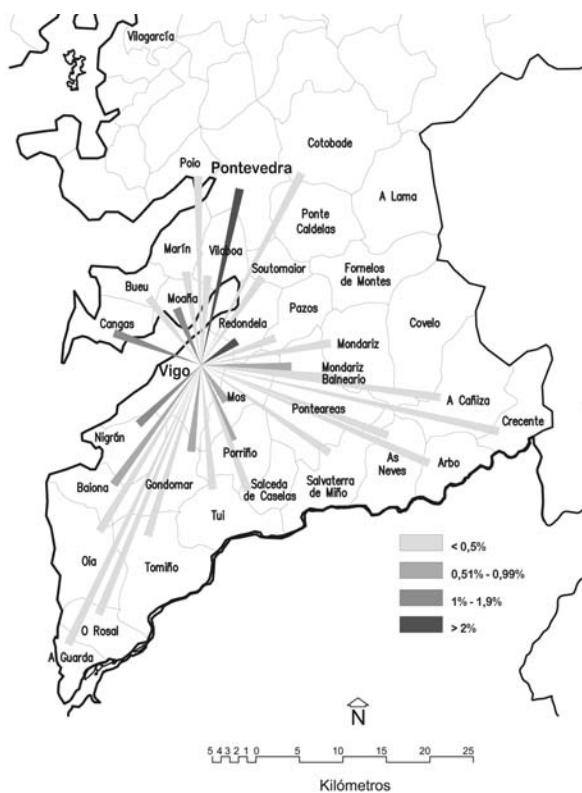 Vilagarcía
Cotobade
Poio
Pontevedra
A Lama
Ponte
Caldelas
Marín
Vilaboa
Soutomaior
Fornelos
de Montes
Bueu
Moaña
Pazos
Cangas
Redondela
Covelo
Mondariz
Vigo
Mondariz
Balneario
Mos
A Cañiza
Ponteareas
Crecente
Nigrán
Porriño
As
Neves
Arbo
Baiona
Gondomar
Salceda
de Caselas
Salvaterra
de Miño
Tui
Oia
Tomiño
O Rosal
A Guarda
< 0,5%
0,51% - 0,99%
1% - 1,9%
> 2%
N
5 4 3 2 1 0 5 10 15 20 25
Kilómetros